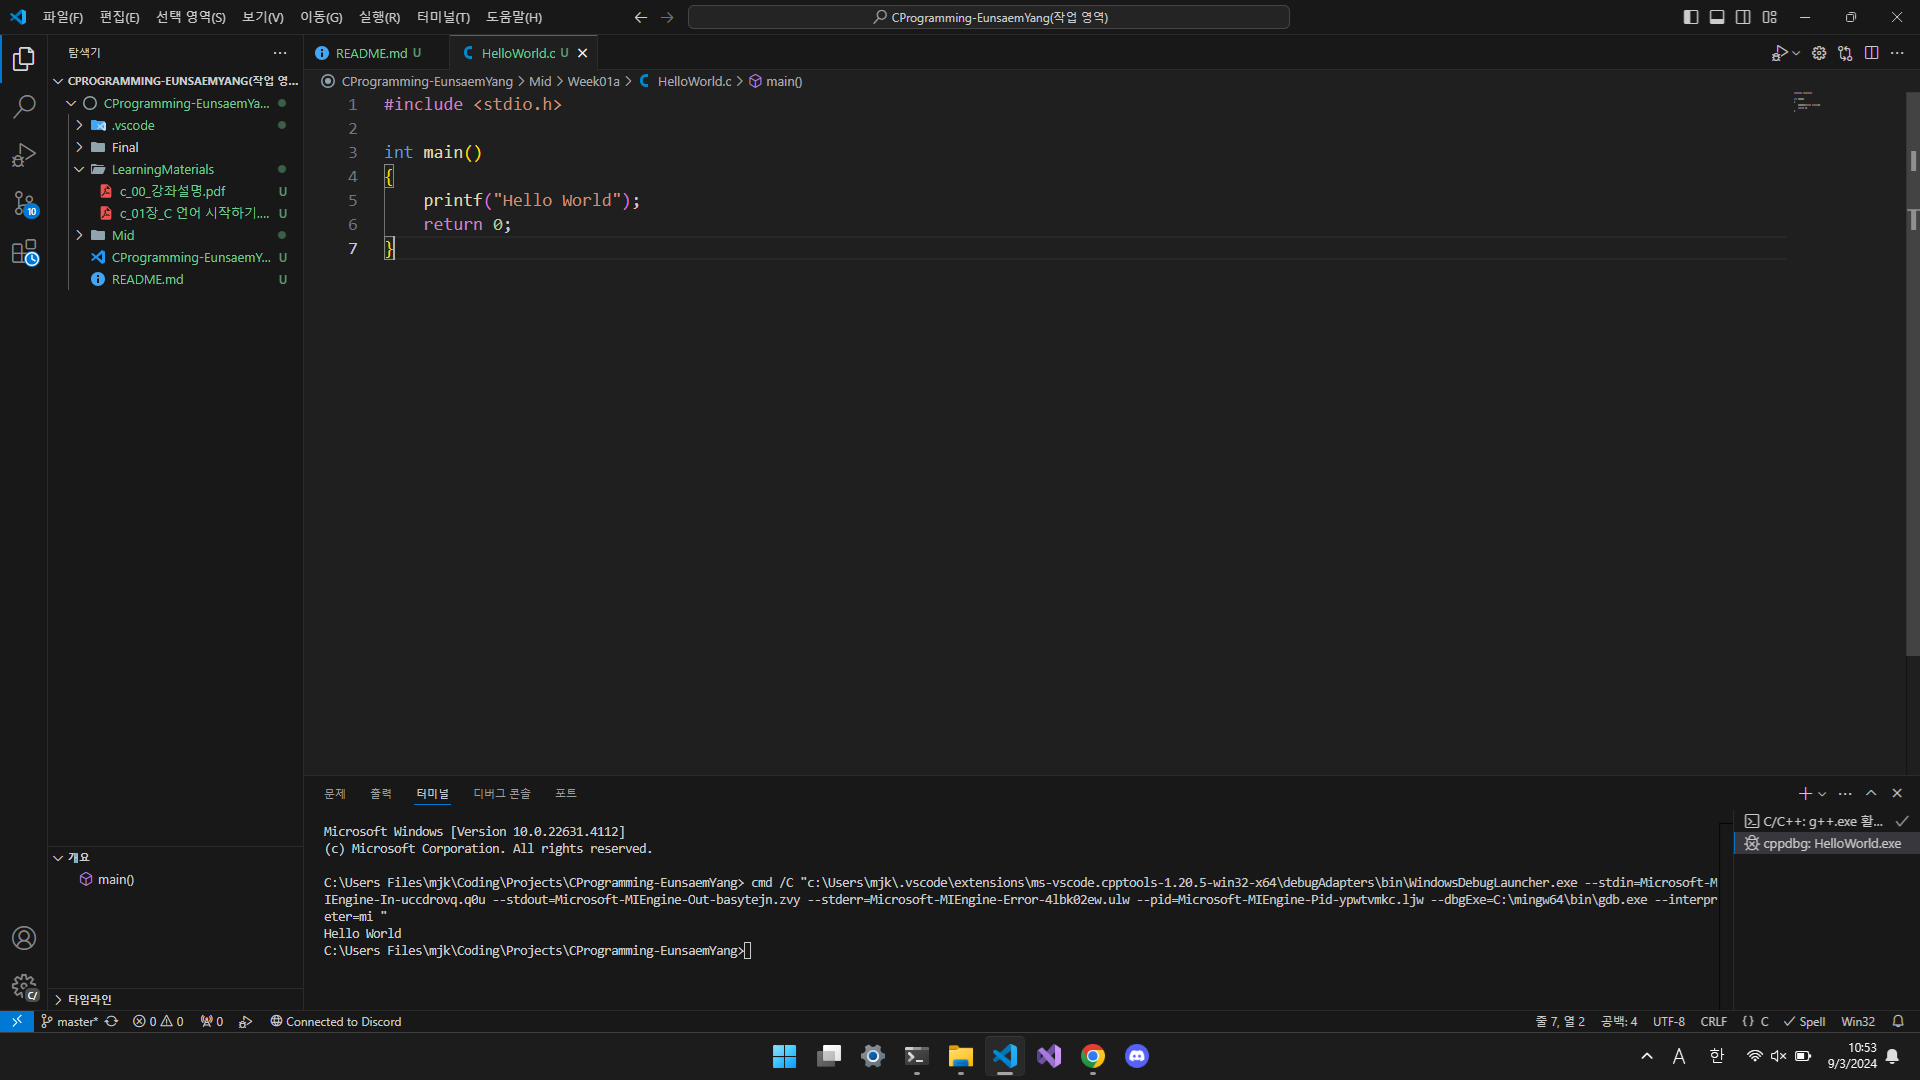 파일(F) 편집(E) 선택 영역(S) 보기(V) 이동(G) 실행(R) 터미널(T) 도움말(H)
CProgramming-EunsaemYang(작업 영역)
탐색기
CPROGRAMMING-EUNSAEMYANG(작업 영...
CProgramming-EunsaemYa...
.vscode
Final
LearningMaterials
c_00_강좌설명.pdf U
c_01장_C 언어 시작하기.... U
Mid
CProgramming-EunsaemY... U
README.md U
개요
main()
타임라인
README.md U
HelloWorld.c U
CProgramming-EunsaemYang > Mid > Week01a > HelloWorld.c > main()
1 #include <stdio.h>
2
3 int main()
4 {
5 printf("Hello World");
6 return 0;
7 }
문제 출력 터미널 디버그 콘솔 포트
Microsoft Windows [Version 10.0.22631.4112]
(c) Microsoft Corporation. All rights reserved.
C:\Users Files\mjk\Coding\Projects\CProgramming-EunsaemYang> cmd /C "c:\Users\mjk\.vscode\extensions\ms-vscode.cpptools-1.20.5-win32-x64\debugAdapters\bin\WindowsDebugLauncher.exe --stdin=Microsoft-M
IEngine-In-uccdrovq.q0u --stdout=Microsoft-MIEngine-Out-basytejn.zvy --stderr=Microsoft-MIEngine-Error-4lbk02ew.ulw --pid=Microsoft-MIEngine-Pid-ypwtvmkc.ljw --dbgExe=C:\mingw64\bin\gdb.exe --interpr
eter=mi "
Hello World
C:\Users Files\mjk\Coding\Projects\CProgramming-EunsaemYang>
C/C++: g++.exe 활...
cppdbg: HelloWorld.exe
10
C/
master* 0 0 0 Connected to Discord
줄 7, 열 2 공백: 4 UTF-8 CRLF {} C Spell Win32
A 한
10:53
9/3/2024